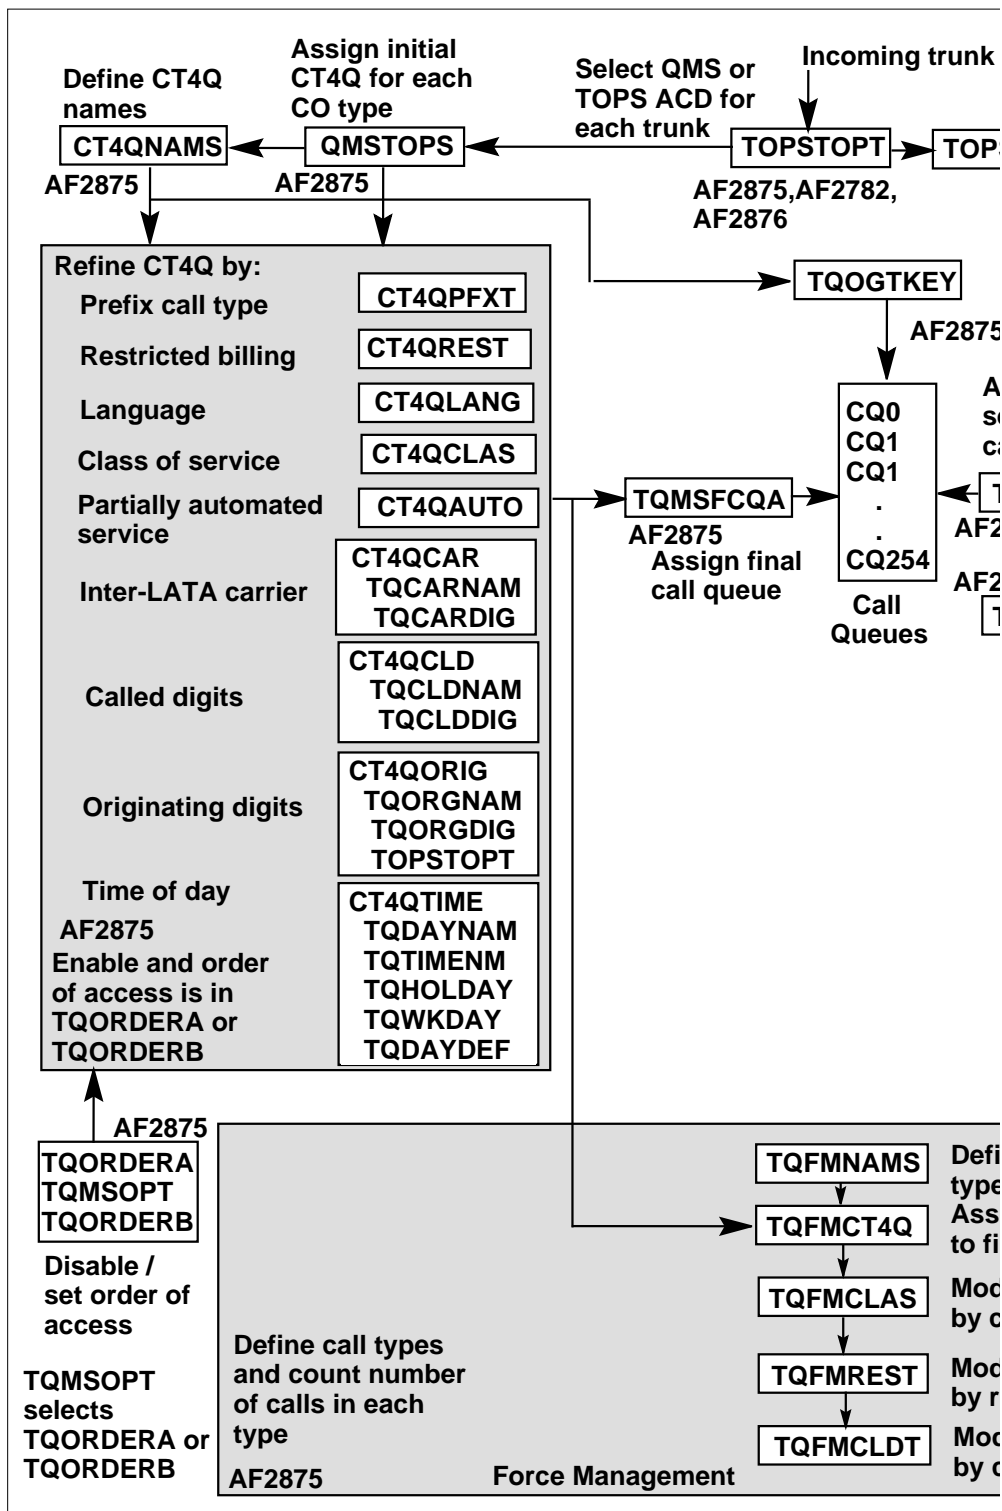 Define CT4Q
names
CT4QNAMS
AF2875
Assign initial
CT4Q for each
CO type
QMSTOPS
AF2875
Select QMS or
TOPS ACD for
each trunk
Incoming trunk
TOPSTOPT
AF2875,AF2782,
AF2876
Refine CT4Q by:
Prefix call type
CT4QPFXT
Restricted billing
CT4QREST
Language
CT4QLANG
Class of service
CT4QCLAS
Partially automated
service
CT4QAUTO
Inter-LATA carrier
CT4QCAR
TQCARNAM
TQCARDIG
Called digits
CT4QCLD
TQCLDNAM
TQCLDDIG
Originating digits
CT4QORIG
TQORGNAM
TQORGDIG
TOPSTOPT
Time of day
CT4QTIME
TQDAYNAM
TQTIMENM
TQHOLDAY
TQWKDAY
TQDAYDEF
AF2875
Enable and order
of access is in
TQORDERA or
TQORDERB
TQOGTKEY
AF2875
TQMSFCQA
AF2875
Assign final
call queue
CQ0
CQ1
CQ1
.
.
CQ254
Call
Queues
AF2875
TQORDERA
TQMSOPT
TQORDERB
Disable /
set order of
access
TQMSOPT
selects
TQORDERA or
TQORDERB
TQFMNAMS
TQFMCT4Q
to
TQFMCLAS
by
TQFMREST
by
TQFMCLDT
by
Define call types
and count number
of calls in each
type
AF2875
Force Management